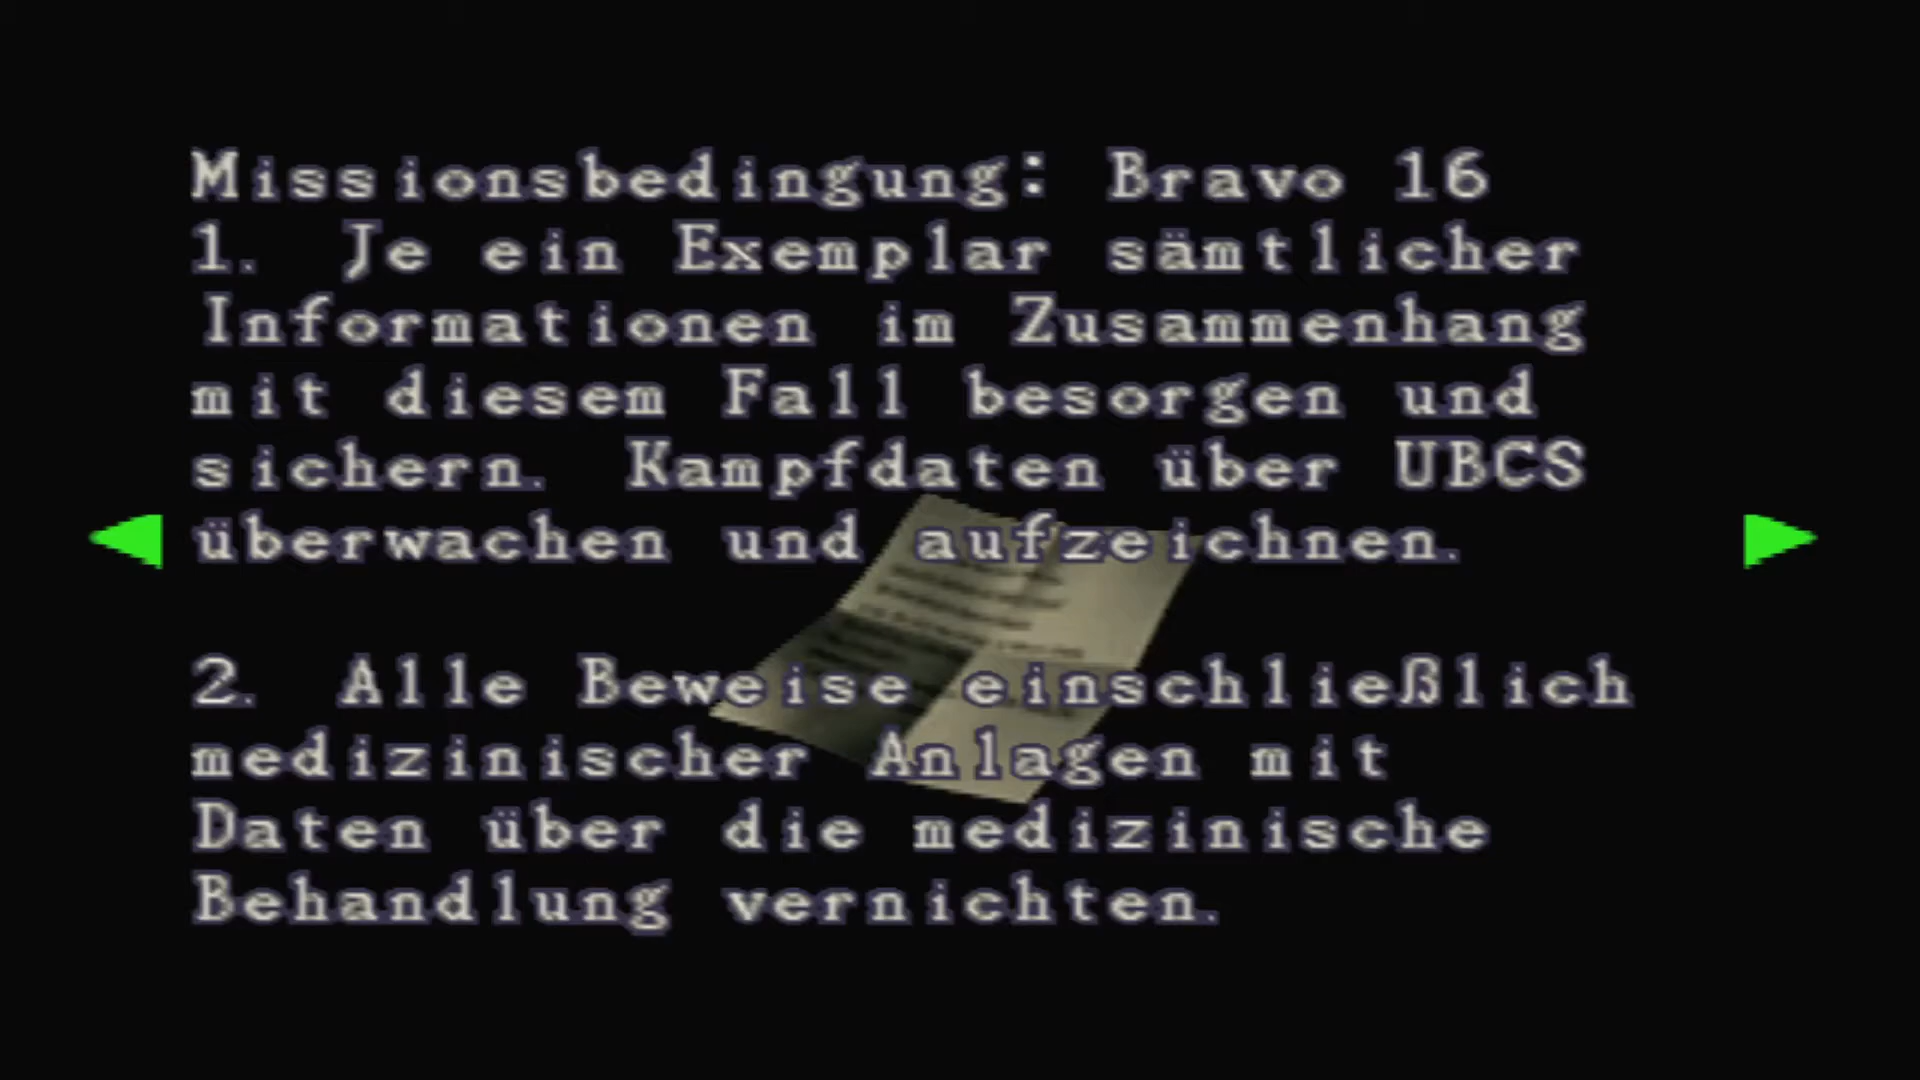 Missionsbedingung: Bravo 16
1. Je ein Exemplar sämtlicher
Informationen im Zusammenhang
mit diesem Fall besorgen und
sichern. Kampfdaten über UBCS
überwachen und aufzeichnen.
2. Alle Beweise einschließlich
medizinischer Anlagen mit
Daten über die medizinische
Behandlung vernichten.